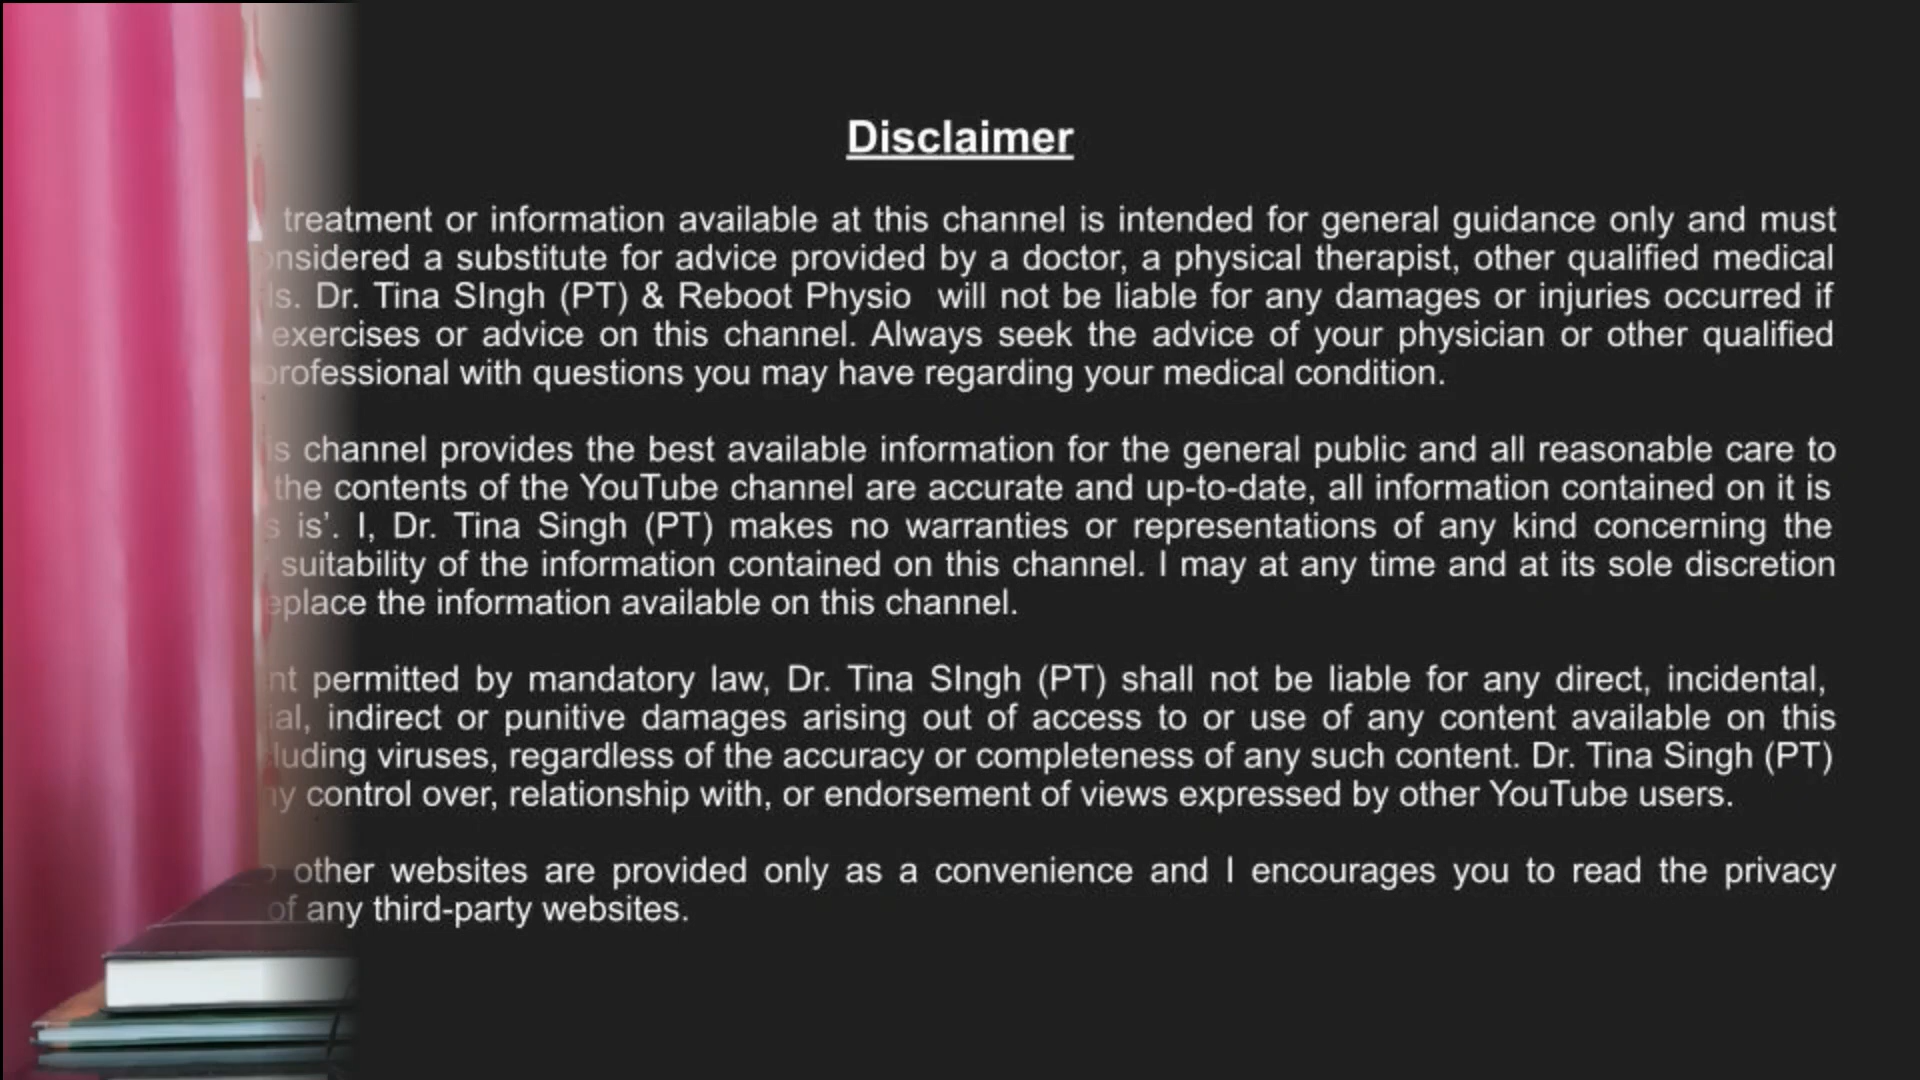 Disclaimer
treatment or information available at this channel is intended for general guidance only and must
a substitute for advice provided by a doctor, a physical therapist, other qualified medical
Dr. Tina SIngh (PT) & Reboot Physio will not be liable for any damages or injuries occurred if
exercises or advice on this channel. Always seek the advice of your physician or other qualified
professional with questions you may have regarding your medical condition.
channel provides the best available information for the general public and all reasonable care to
the contents of the YouTube channel are accurate and up-to-date, all information contained on it is
is’. I, Dr. Tina Singh (PT) makes no warranties or representations of any kind concerning the
suitability of the information contained on this channel. I may at any time and at its sole discretion
the information available on this channel.
permitted by mandatory law, Dr. Tina SIngh (PT) shall not be liable for any direct, incidental,
indirect or punitive damages arising out of access to or use of any content available on this
viruses, regardless of the accuracy or completeness of any such content. Dr. Tina Singh (PT)
control over, relationship with, or endorsement of views expressed by other YouTube users.
other websites are provided only as a convenience and I encourages you to read the privacy
of any third-party websites.